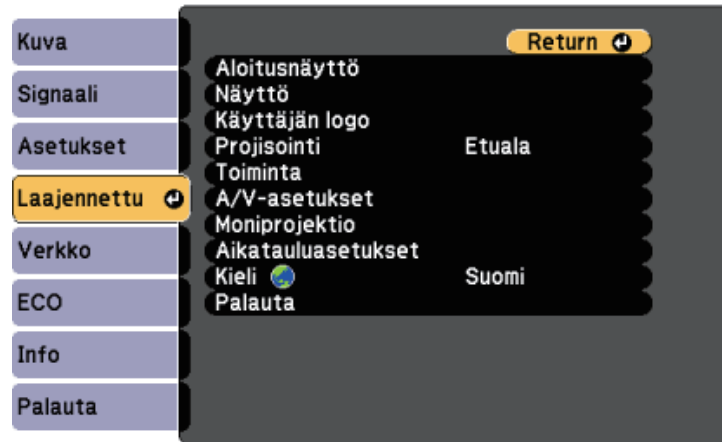 Kuva
Signaali
Asetukset
Laajennettu
Verkko
ECO
Info
Palauta
Return
Aloitusnäyttö
Näyttö
Käyttäjän logo
Projisointi Etuala
Toiminta
A/V-asetukset
Moniprojektio
Aikatauluasetukset
Kieli Suomi
Palauta